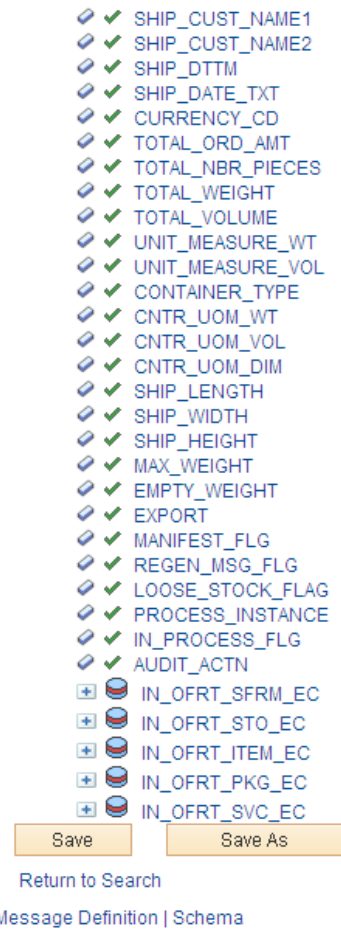 SHIP_CUST_NAME1
SHIP_CUST_NAME2
SHIP_DTTM
SHIP_DATE_TXT
CURRENCY_CD
TOTAL_ORD_AMT
TOTAL_NBR_PIECES
TOTAL_WEIGHT
TOTAL_VOLUME
UNIT_MEASURE_WT
UNIT_MEASURE_VOL
CONTAINER_TYPE
CNTR_UOM_WT
CNTR_UOM_VOL
CNTR_UOM_DIM
SHIP_LENGTH
SHIP_WIDTH
SHIP_HEIGHT
MAX_WEIGHT
EMPTY_WEIGHT
EXPORT
MANIFEST_FLG
REGEN_MSG_FLG
LOOSE_STOCK_FLAG
PROCESS_INSTANCE
IN_PROCESS_FLG
AUDIT_ACTN
IN_OFRT_SFRM_EC
IN_OFRT_STO_EC
IN_OFRT_ITEM_EC
IN_OFRT_PKG_EC
IN_OFRT_SVC_EC
Save Save As
Return to Search
Message Definition | Schema